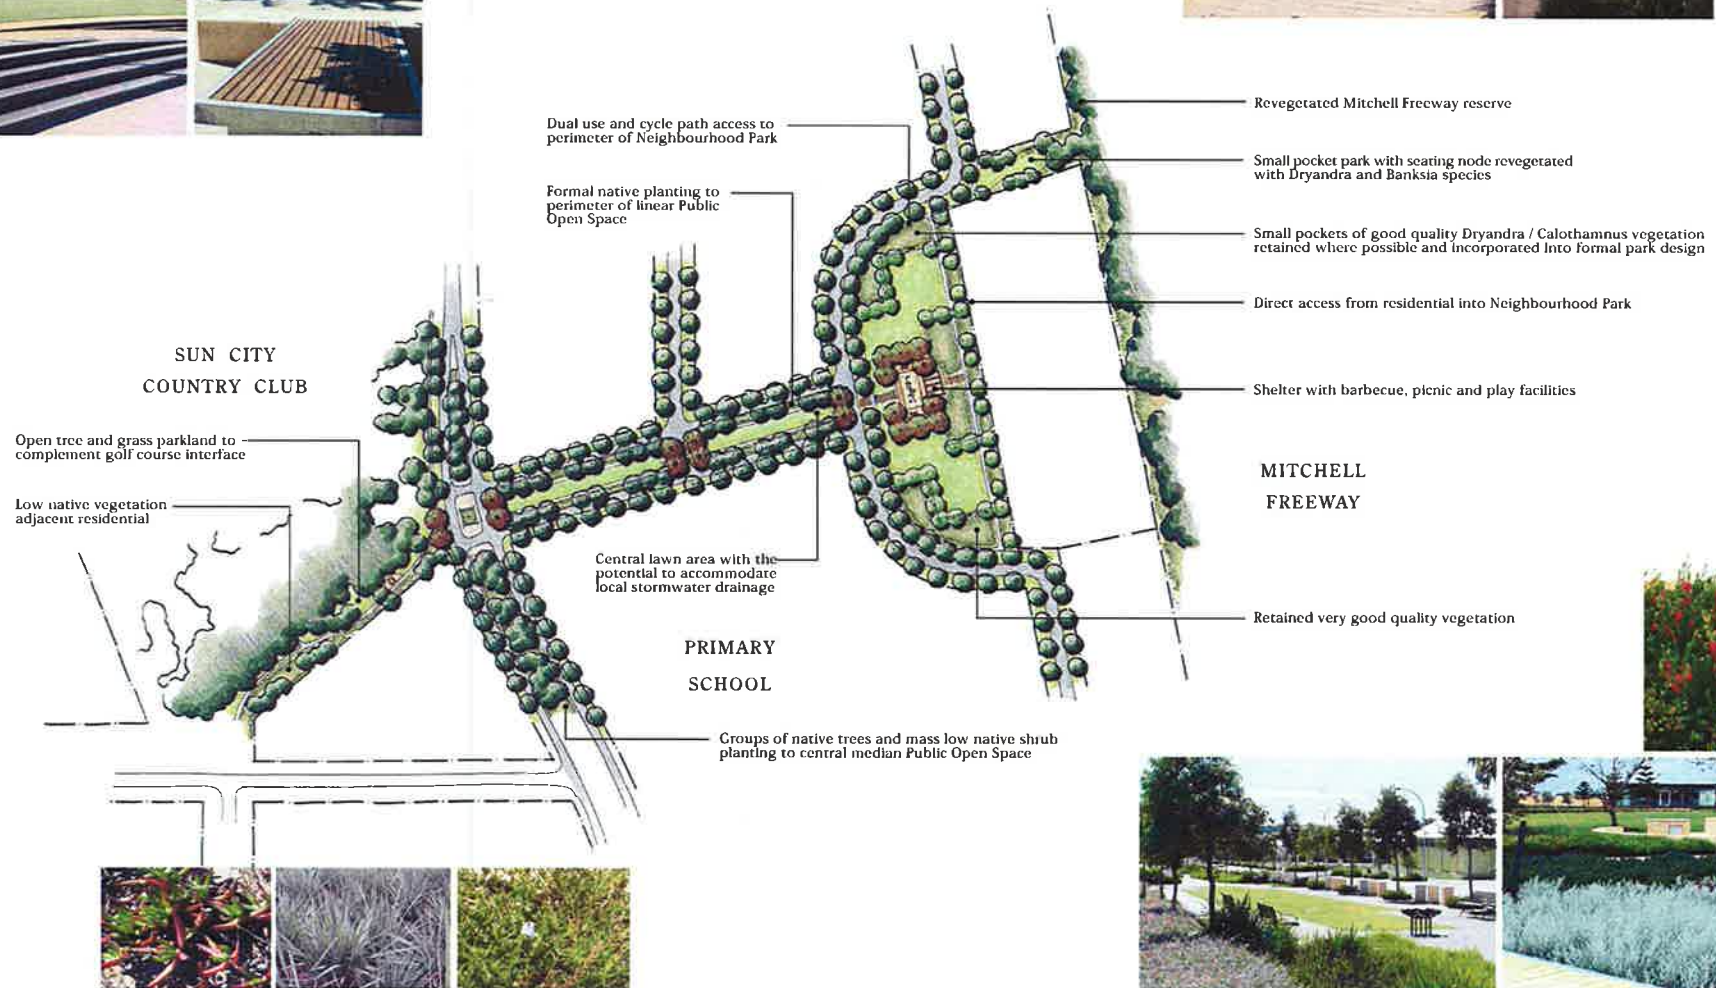 Revegetated Mitchell Freeway reserve
Dual use and cycle path access to
perimeter of Neighbourhood Park
Small pocket park with seating node revegetated
with Dryandra and Banksia species
Formal native planting to
perimeter of linear Public
Open Space
Small pockets of good quality Dryandra / Calothamnus vegetation
retained where possible and incorporated into formal park design
Direct access from residential into Neighbourhood Park
SUN CITY
COUNTRY CLUB
Shelter with barbecue, picnic and play facilities
Open tree and grass parkland to
complement golf course interface
MITCHELL
FREEWAY
Low native vegetation
adjacent residential
Central lawn area with the
potential to accommodate
local stormwater drainage
Retained very good quality vegetation
PRIMARY
SCHOOL
Groups of native trees and mass low native shrub
planting to central median Public Open Space